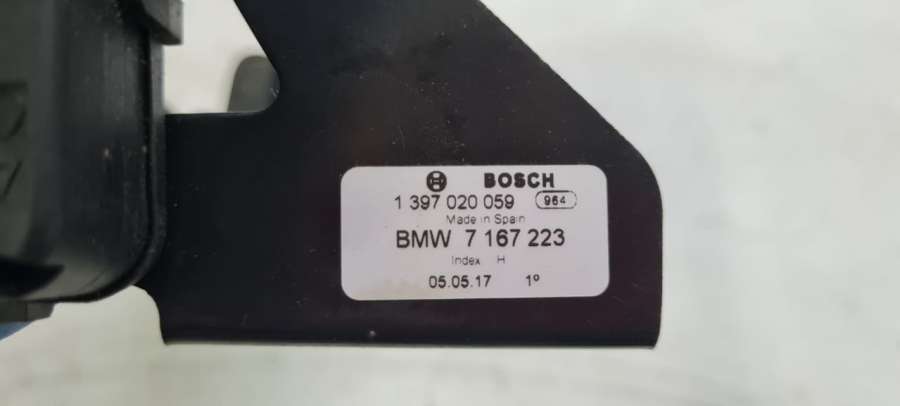 BOSCH
1 397 020 059 964
Made in Spain
BMW 7 167 223
Index H
05.05.17 1º